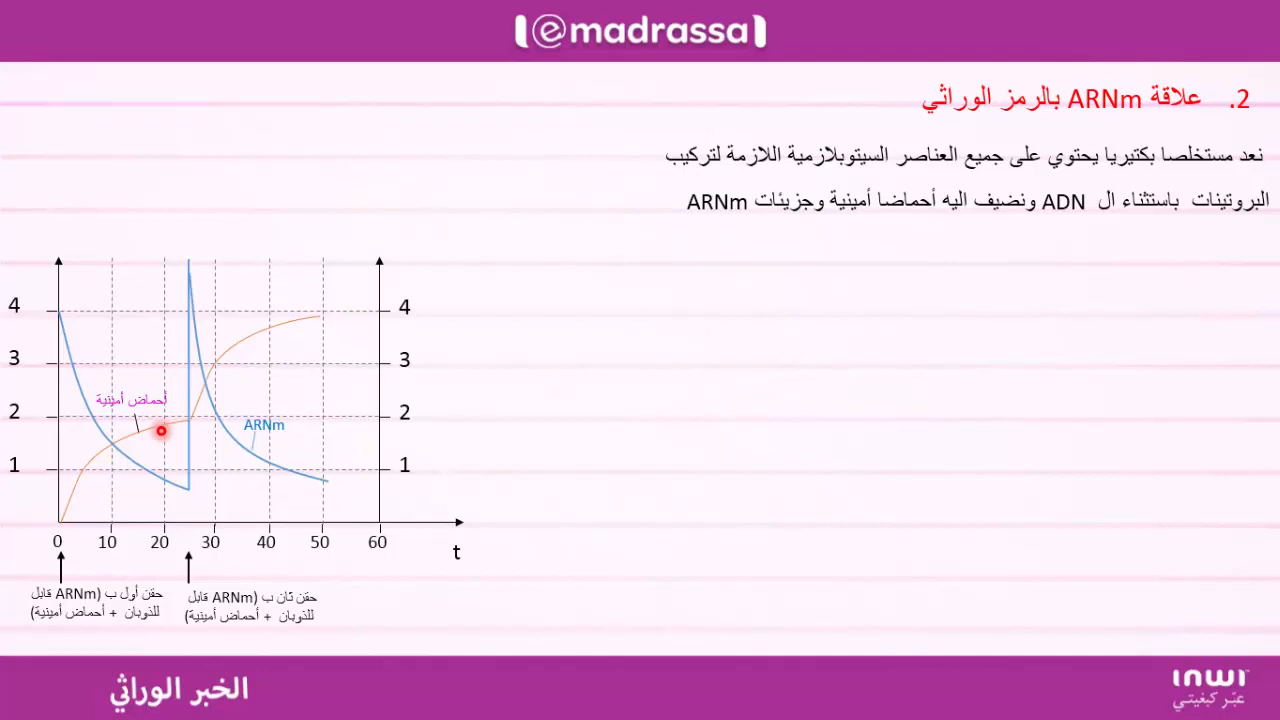 @madrassa
2. علاقة ARNm بالرمز الوراثي
نعد مستخلصا بكتيريا يحتوي على جميع العناصر السيتوبلازمية اللازمة لتركيب
البروتينات باستثناء ال ADN ونضيف اليه أحماضا أمينية وجزيئات ARNm
4 4
3 3
أحماض أمينية
2 2
ARNm
1 1
0 10 20 30 40 50 60
t
حقن أول ب (ARNm قابل
للذوبان + أحماض أمينية)
حقن ثان ب (ARNm قابل
للذوبان + أحماض أمينية)
الخبر الوراثي
inwi
عبّر كيبغيتي